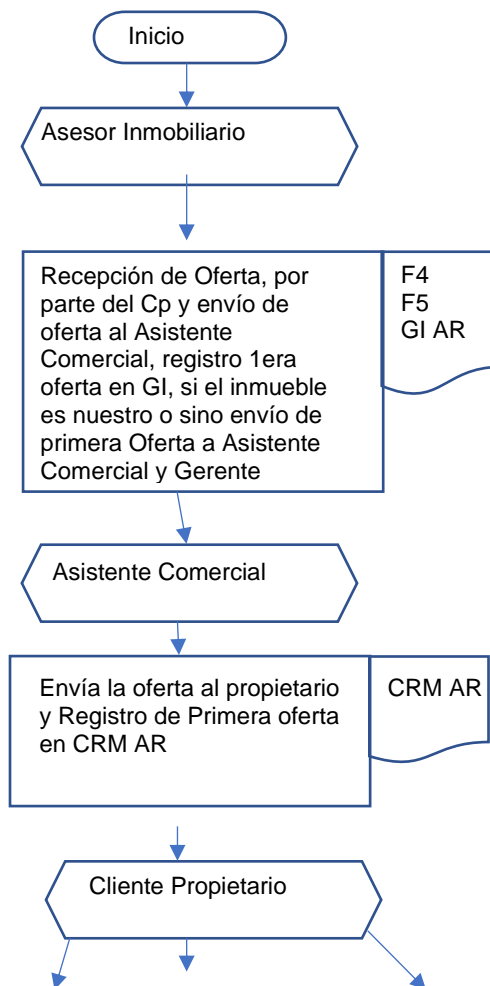 Inicio
Asesor Inmobiliario
Recepción de Oferta, por
parte del Cp y envío de
oferta al Asistente
Comercial, registro 1era
oferta en GI, si el inmueble
es nuestro o sino envío de
primera Oferta a Asistente
Comercial y Gerente
F4
F5
GI AR
Asistente Comercial
Envía la oferta al propietario
y Registro de Primera oferta
en CRM AR
CRM AR
Cliente Propietario